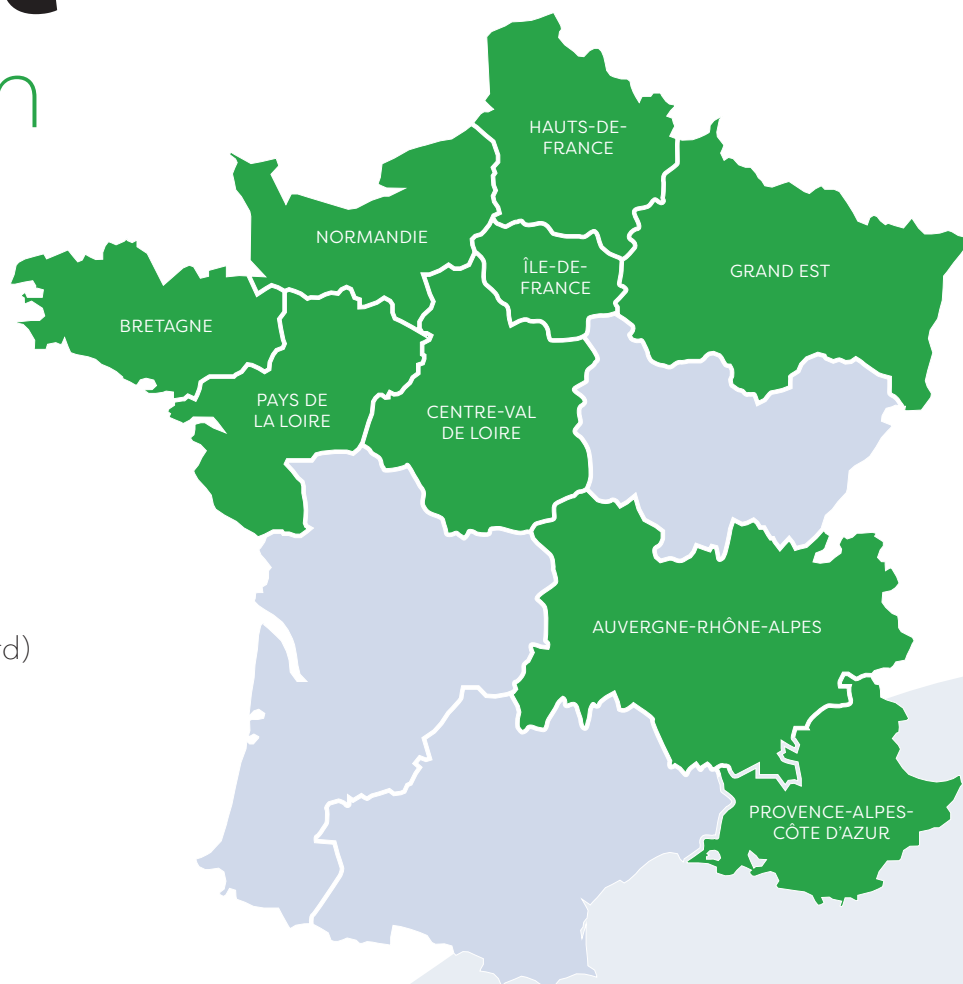 n
HAUTS-DE-
FRANCE
NORMANDIE
ÎLE-DE-
FRANCE
GRAND EST
BRETAGNE
PAYS DE
LA LOIRE
CENTRE-VAL
DE LOIRE
rd)
AUVERGNE-RHÔNE-ALPES
PROVENCE-ALPES-
CÔTE D'AZUR